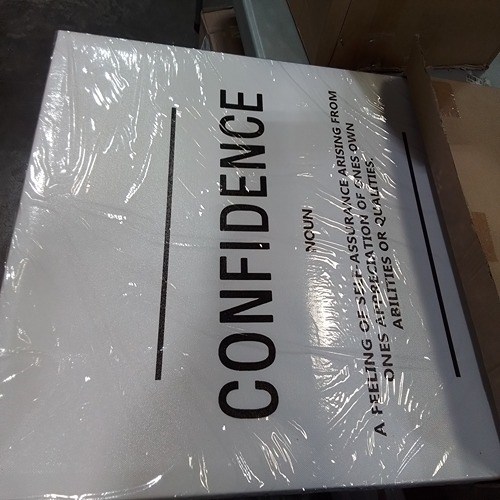 CONFIDENCE
NOUN
A FEELING OF SELF-ASSURANCE ARISING FROM
ONES APPRECIATION OF ONES OWN
ABILITIES OR QUALITIES.